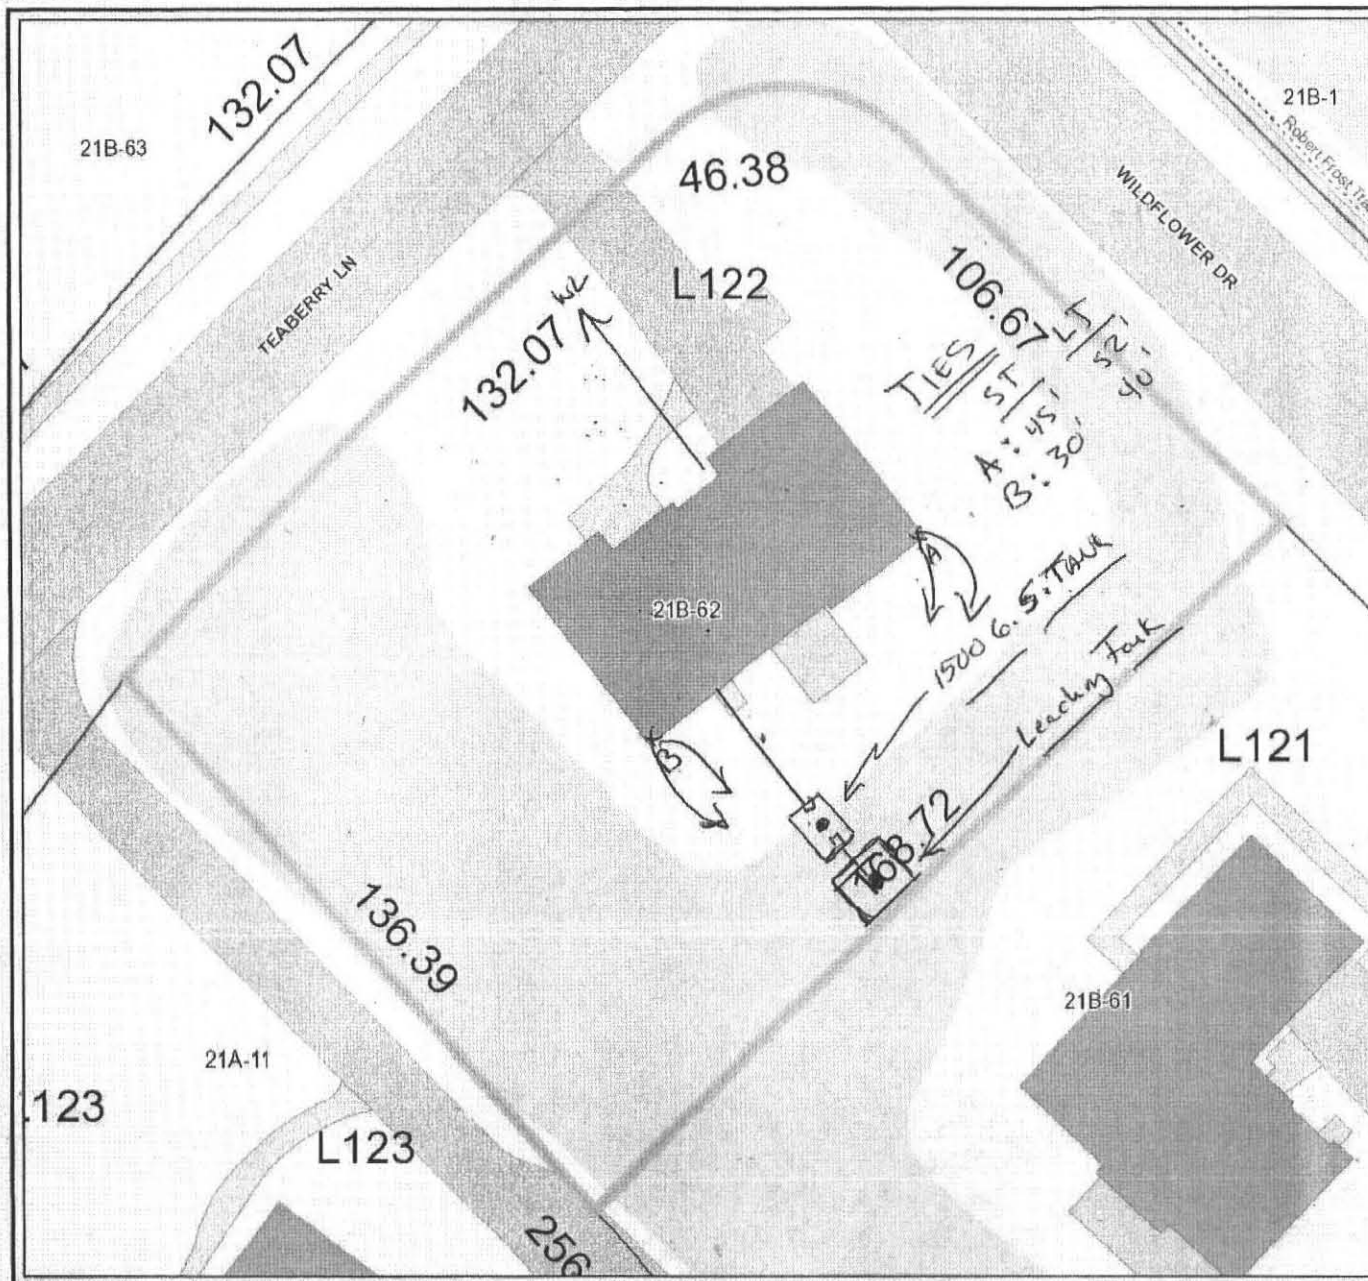 132.07
21B-63
21B-1
Robert Frost Tra
46.38
WILDFLOWER DR
TEABERRY LN
L122
106.67
132.07
TIES
ST
LT
A: 45'
52'
B: 30'
40'
A
21B-62
1500 G. S. TANK
Leaching
B
L121
168.72
136.39
21B-61
21A-11
.123
L123
256